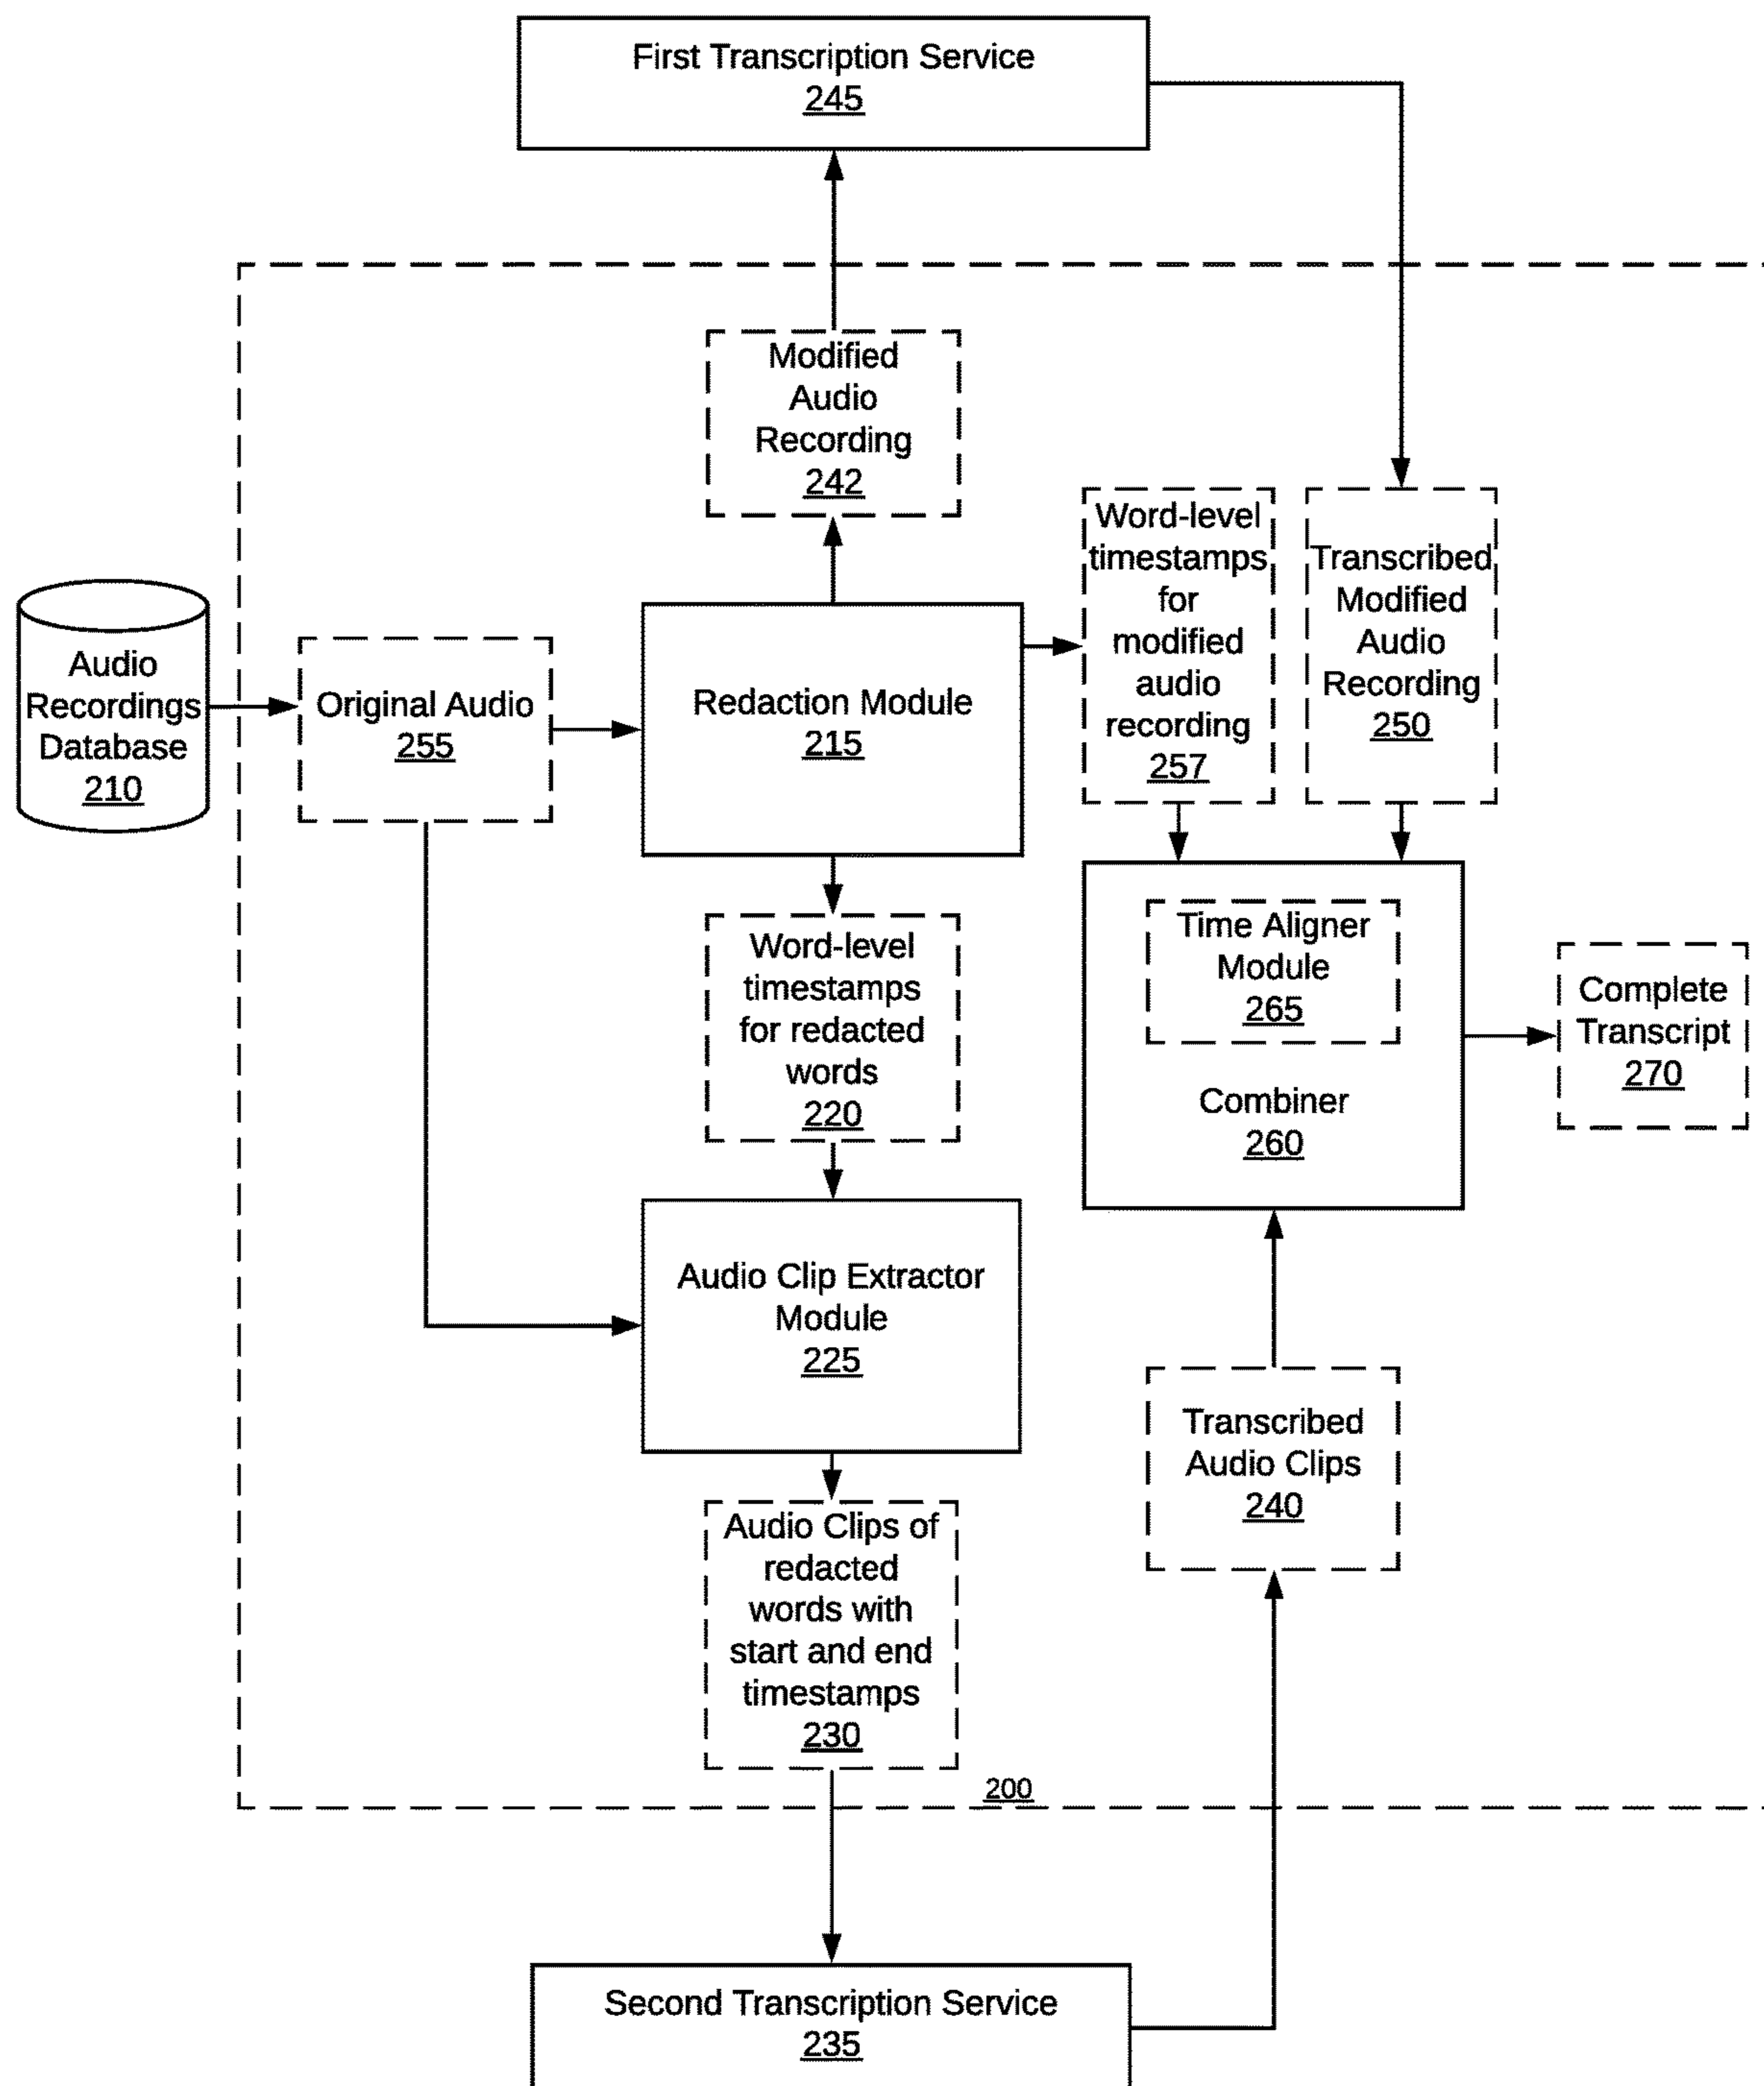 First Transcription Service
245
Modified
Audio
Recording
242
Word-level
timestamps
for
modified
audio
recording
257
Transcribed
Modified
Audio
Recording
250
Audio
Recordings
Database
210
Original Audio
255
Redaction Module
215
Word-level
timestamps
for redacted
words
220
Time Aligner
Module
265
Combiner
260
Complete
Transcript
270
Audio Clip Extractor
Module
225
Transcribed
Audio Clips
240
Audio Clips of
redacted
words with
start and end
timestamps
230
200
Second Transcription Service
235